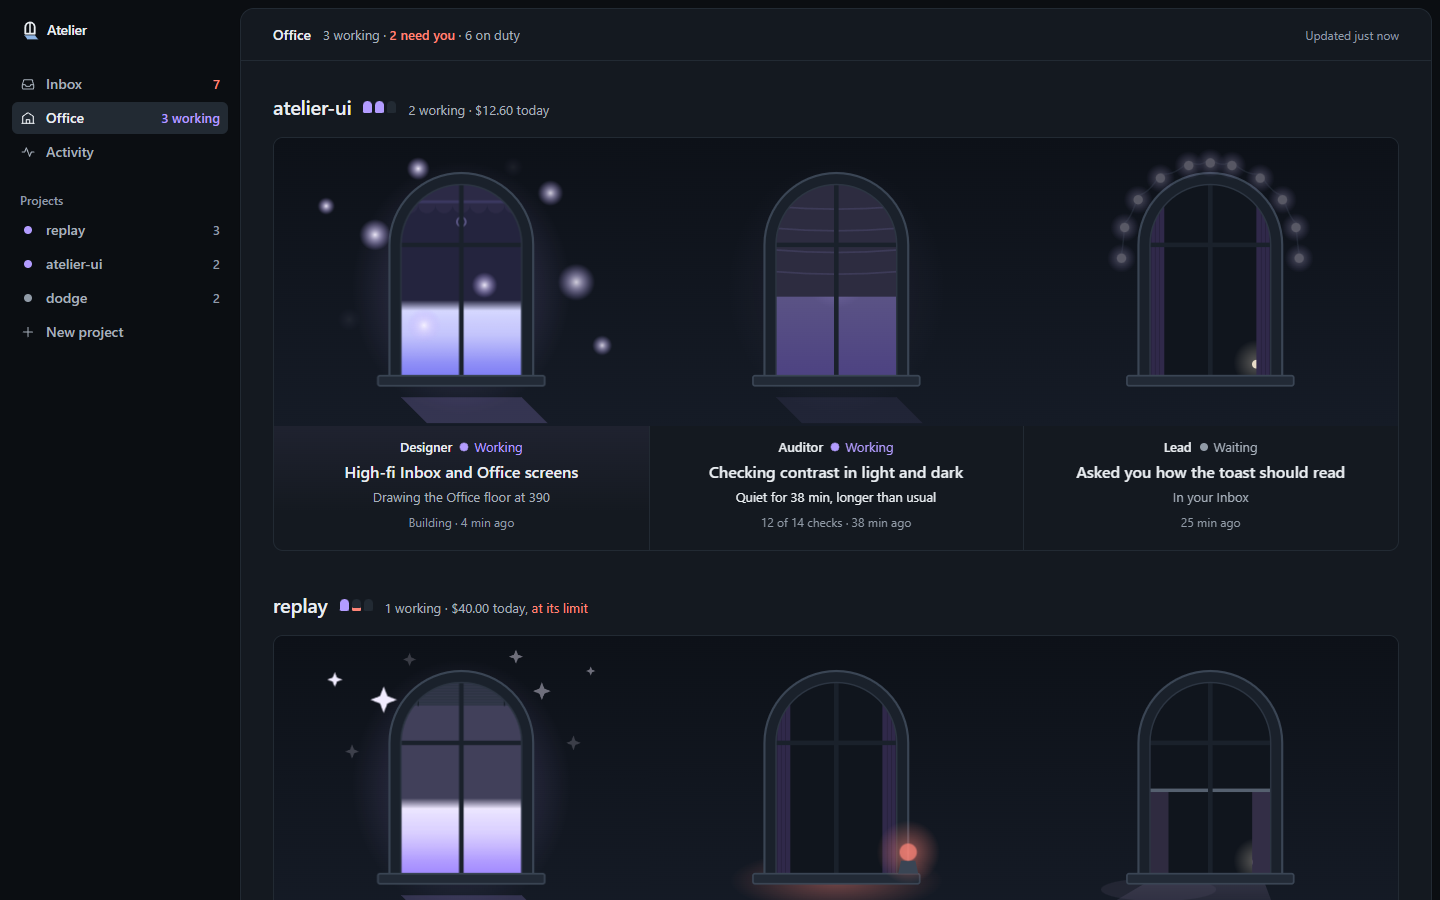 Atelier
Inbox 7
Office 3 working
Activity
Projects
replay 3
atelier-ui 2
dodge 2
New project
Office 3 working · 2 need you · 6 on duty
Updated just now
atelier-ui 2 working · $12.60 today
Designer Working
High-fi Inbox and Office screens
Drawing the Office floor at 390
Building · 4 min ago
Auditor Working
Checking contrast in light and dark
Quiet for 38 min, longer than usual
12 of 14 checks · 38 min ago
Lead Waiting
Asked you how the toast should read
In your Inbox
25 min ago
replay 1 working · $40.00 today, at its limit